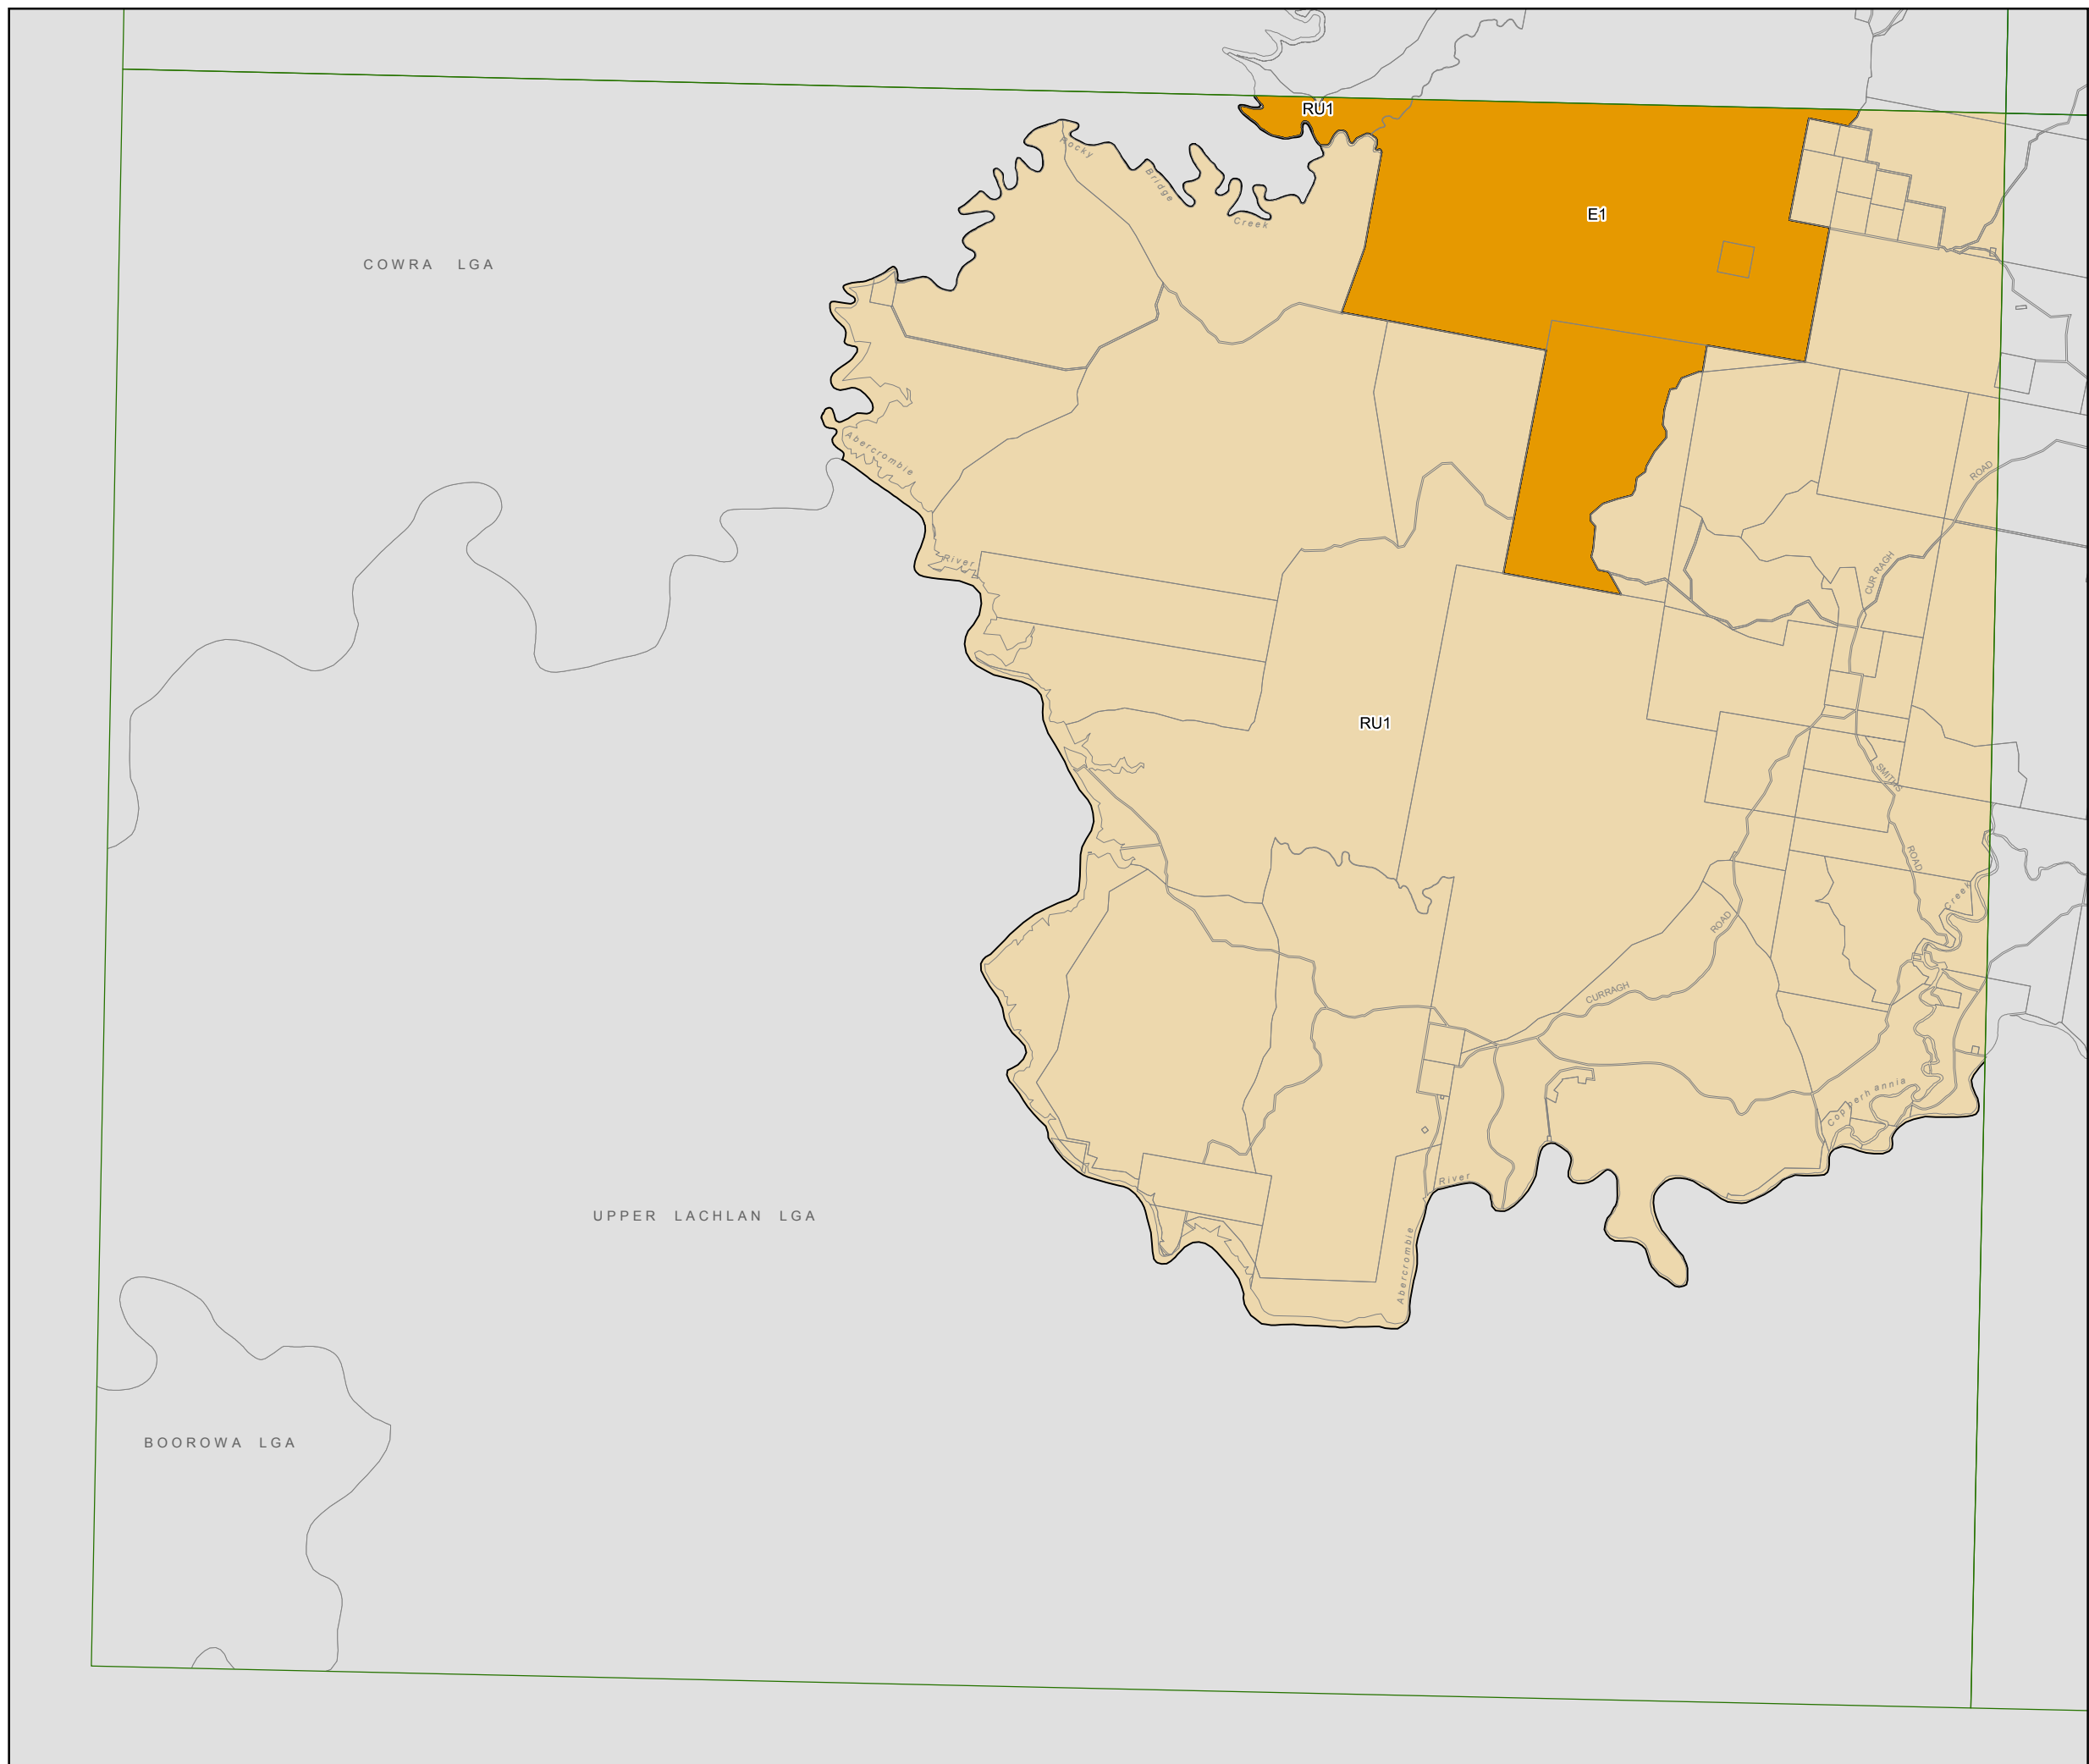 RU1
Rocky
Bridge
Creek
E1
COWRA LGA
Abercrombie
River
ROAD
CURRAGH
RU1
SMITHS
ROAD
Creek
ROAD
CURRAGH
Copperhannia
River
Abercrombie
UPPER LACHLAN LGA
BOOROWA LGA